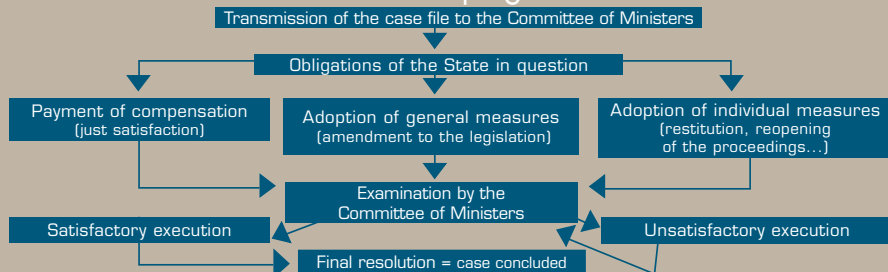 Transmission of the case file to the Committee of Ministers
Obligations of the State in question
Payment of compensation
(just satisfaction)
Adoption of general measures
(amendment to the legislation)
Adoption of individual measures
(restitution, reopening
of the proceedings...)
Examination by the
Committee of Ministers
Satisfactory execution
Unsatisfactory execution
Final resolution = case concluded